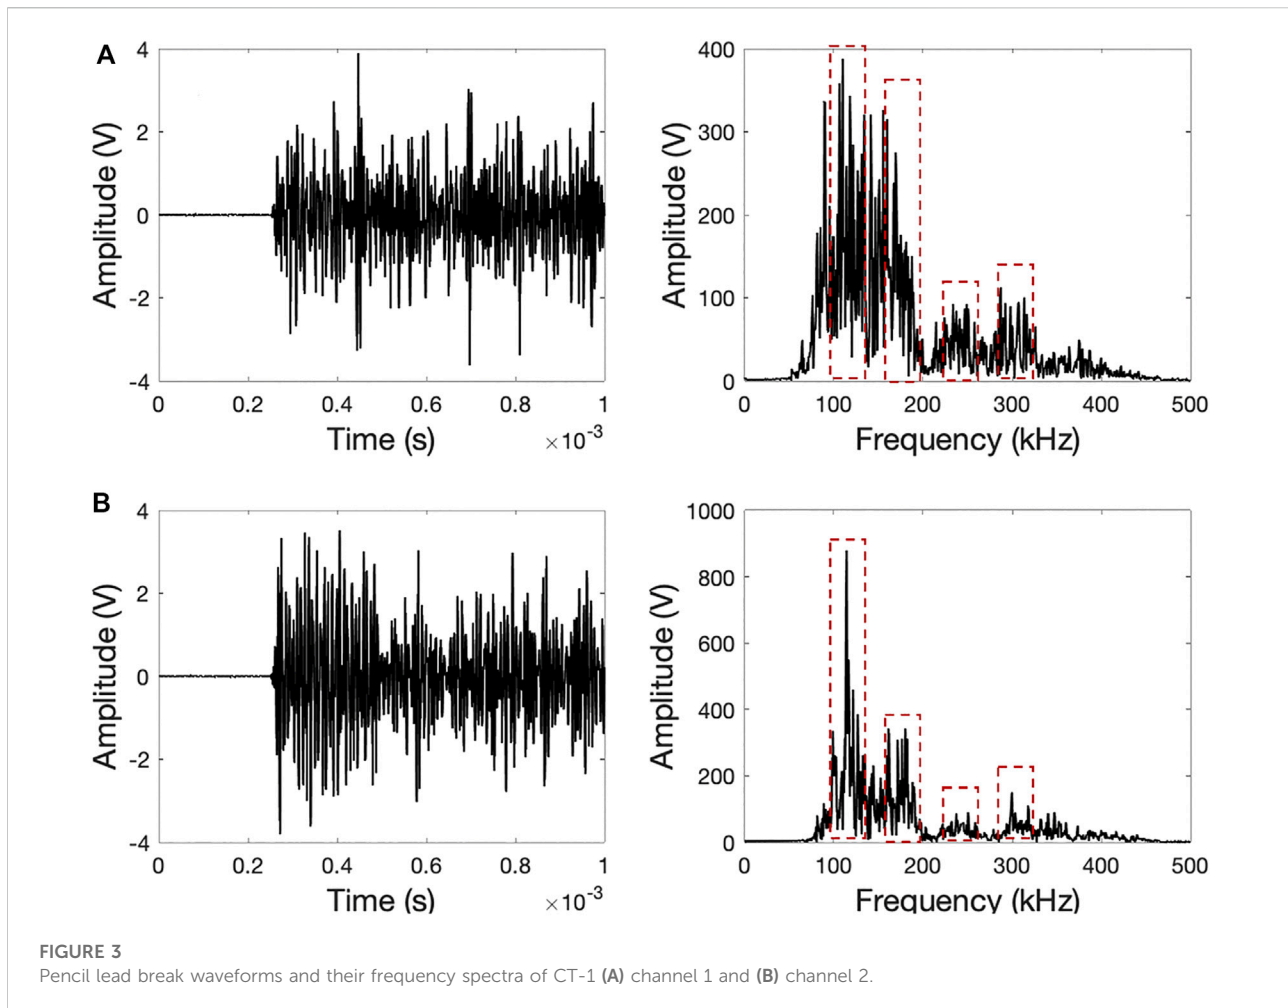 A
4
2
0
-2
-4
Amplitude (V)
0 0.2 0.4 0.6 0.8 1
Time (s)
×10-3
400
300
200
100
0
Amplitude (V)
0 100 200 300 400 500
Frequency (kHz)
B
4
2
0
-2
-4
Amplitude (V)
0 0.2 0.4 0.6 0.8 1
Time (s)
×10-3
1000
800
600
400
200
0
Amplitude (V)
0 100 200 300 400 500
Frequency (kHz)
FIGURE 3
Pencil lead break waveforms and their frequency spectra of CT-1 (A) channel 1 and (B) channel 2.